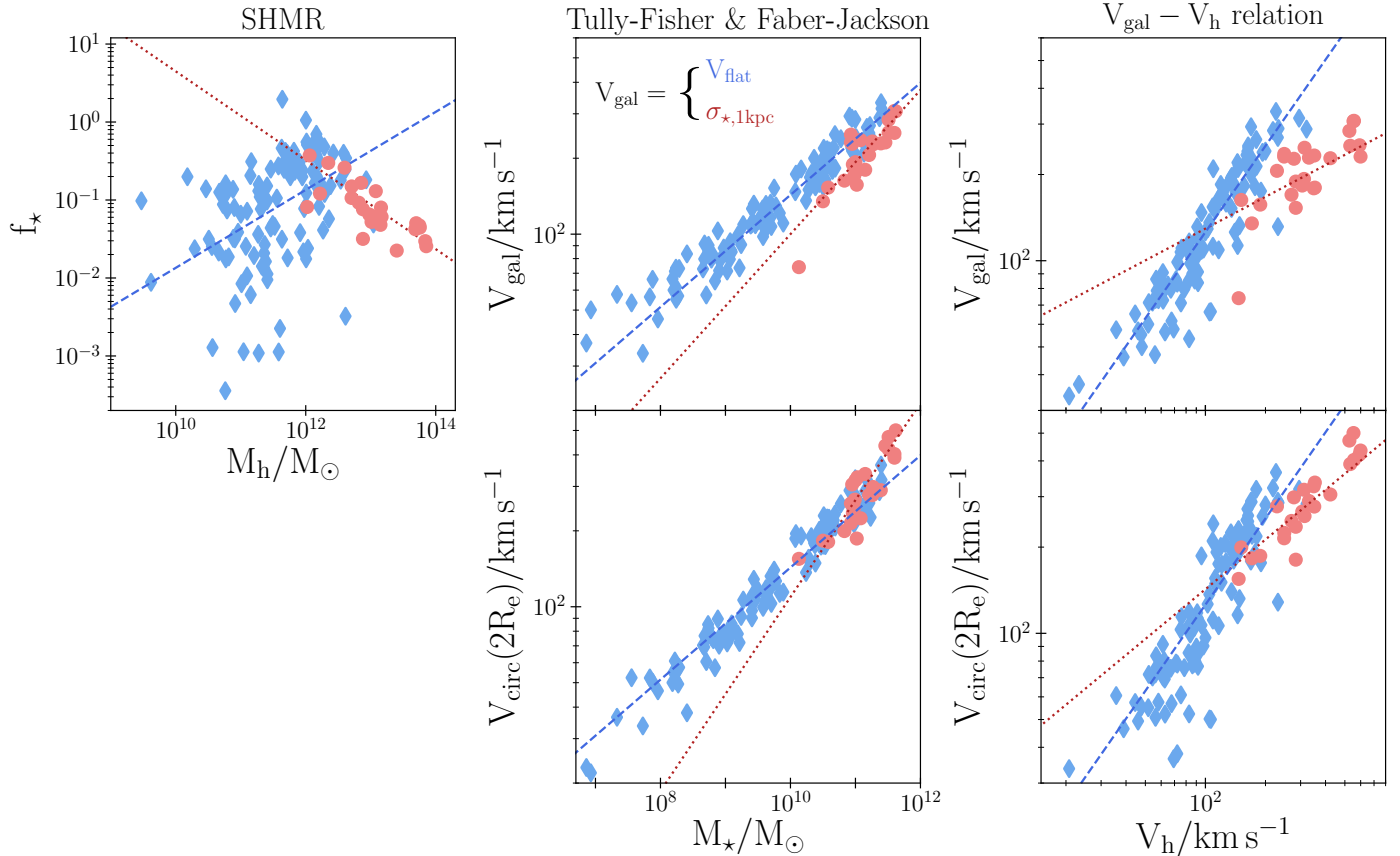 SHMR
Tully-Fisher & Faber-Jackson
V_gal − V_h relation
10^1
10^0
10^−1
10^−2
10^−3
f_⋆
10^10
10^12
10^14
M_h/M_⊙
V_gal = {
V_flat
σ_⋆,1kpc
V_gal/km s^−1
10^2
V_gal/km s^−1
10^2
V_circ(2R_e)/km s^−1
10^2
10^8
10^10
10^12
M_⋆/M_⊙
V_circ(2R_e)/km s^−1
10^2
10^2
V_h/km s^−1